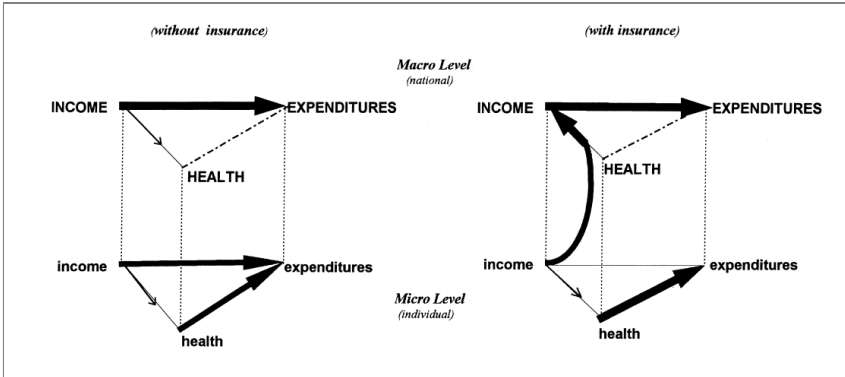 (without insurance)
(with insurance)
Macro Level
(national)
INCOME
EXPENDITURES
INCOME
EXPENDITURES
HEALTH
HEALTH
income
expenditures
income
expenditures
Micro Level
(individual)
health
health